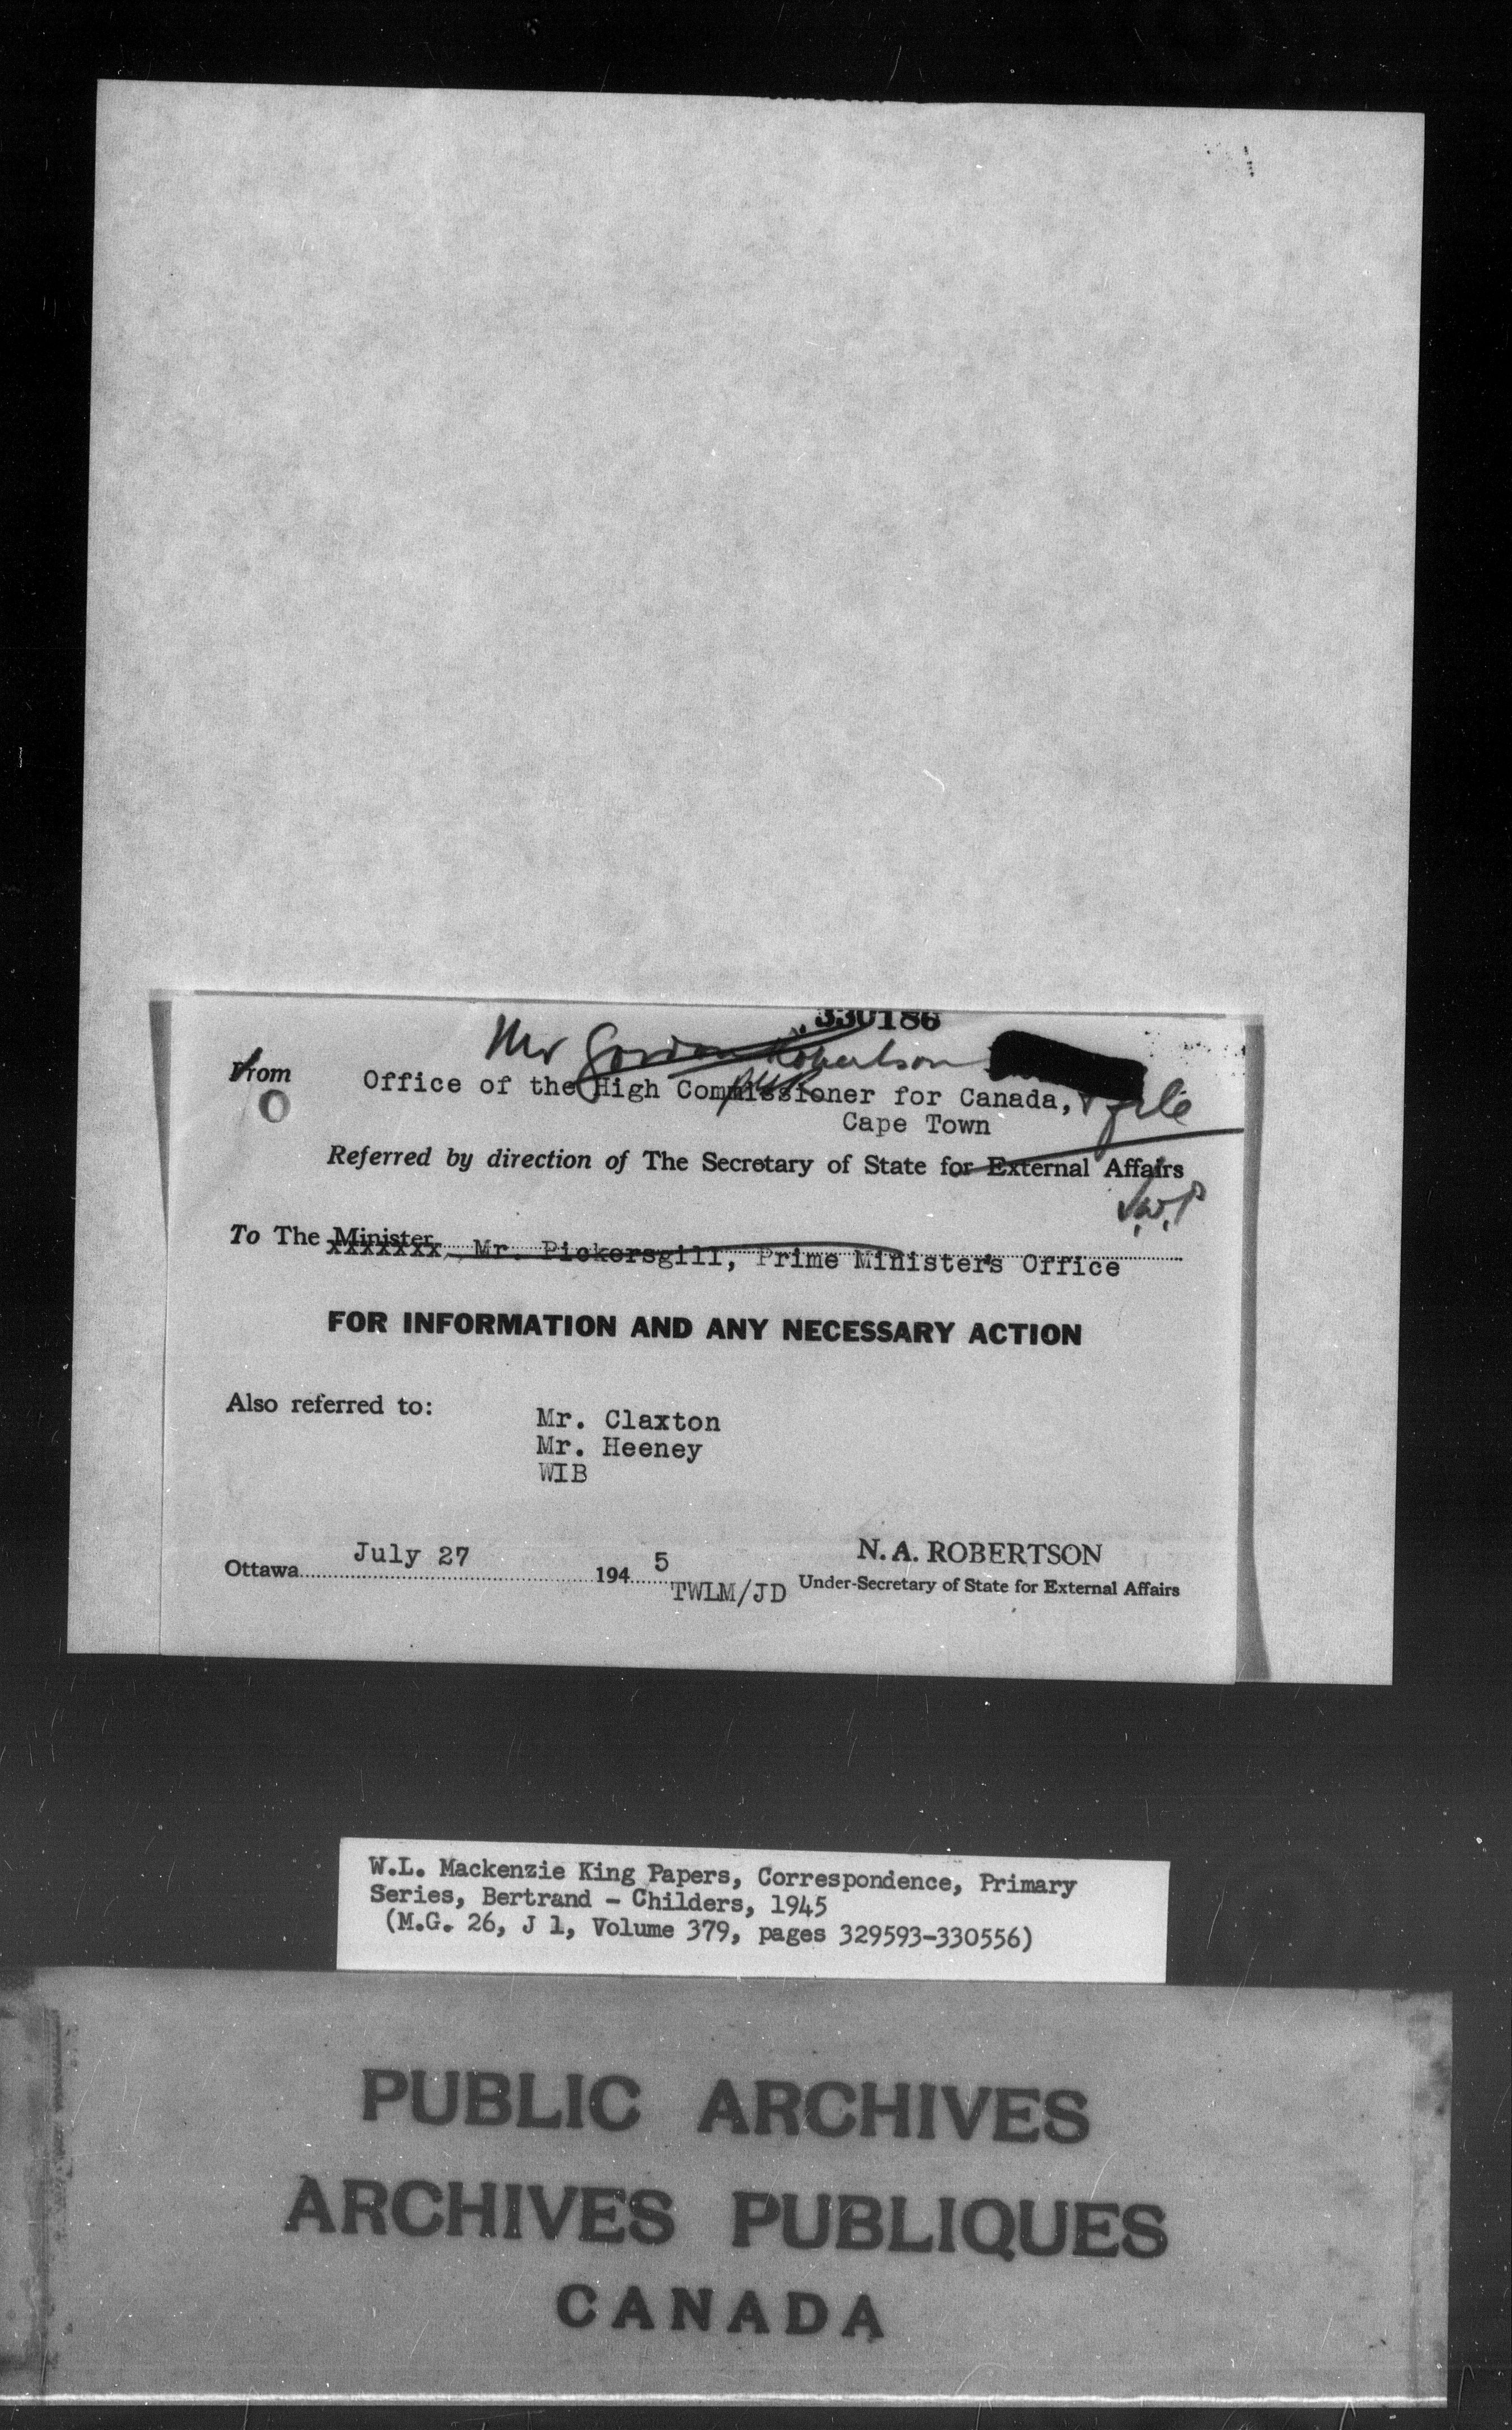 330186
Mr Gordon Robertson
From Office of the High Commissioner for Canada,
file
Cape Town
Referred by direction of The Secretary of State for External Affairs
J.W.P
To The Minister, Mr. Pickersgill, Prime Minister's Office
FOR INFORMATION AND ANY NECESSARY ACTION
Also referred to:
Mr. Claxton
Mr. Heeney
WIB
Ottawa July 27 1945
TWLM/JD
N. A. ROBERTSON
Under-Secretary of State for External Affairs
W.L. Mackenzie King Papers, Correspondence, Primary
Series, Bertrand - Childers, 1945
(M.G. 26, J 1, Volume 379, pages 329593-330556)
PUBLIC ARCHIVES
ARCHIVES PUBLIQUES
CANADA